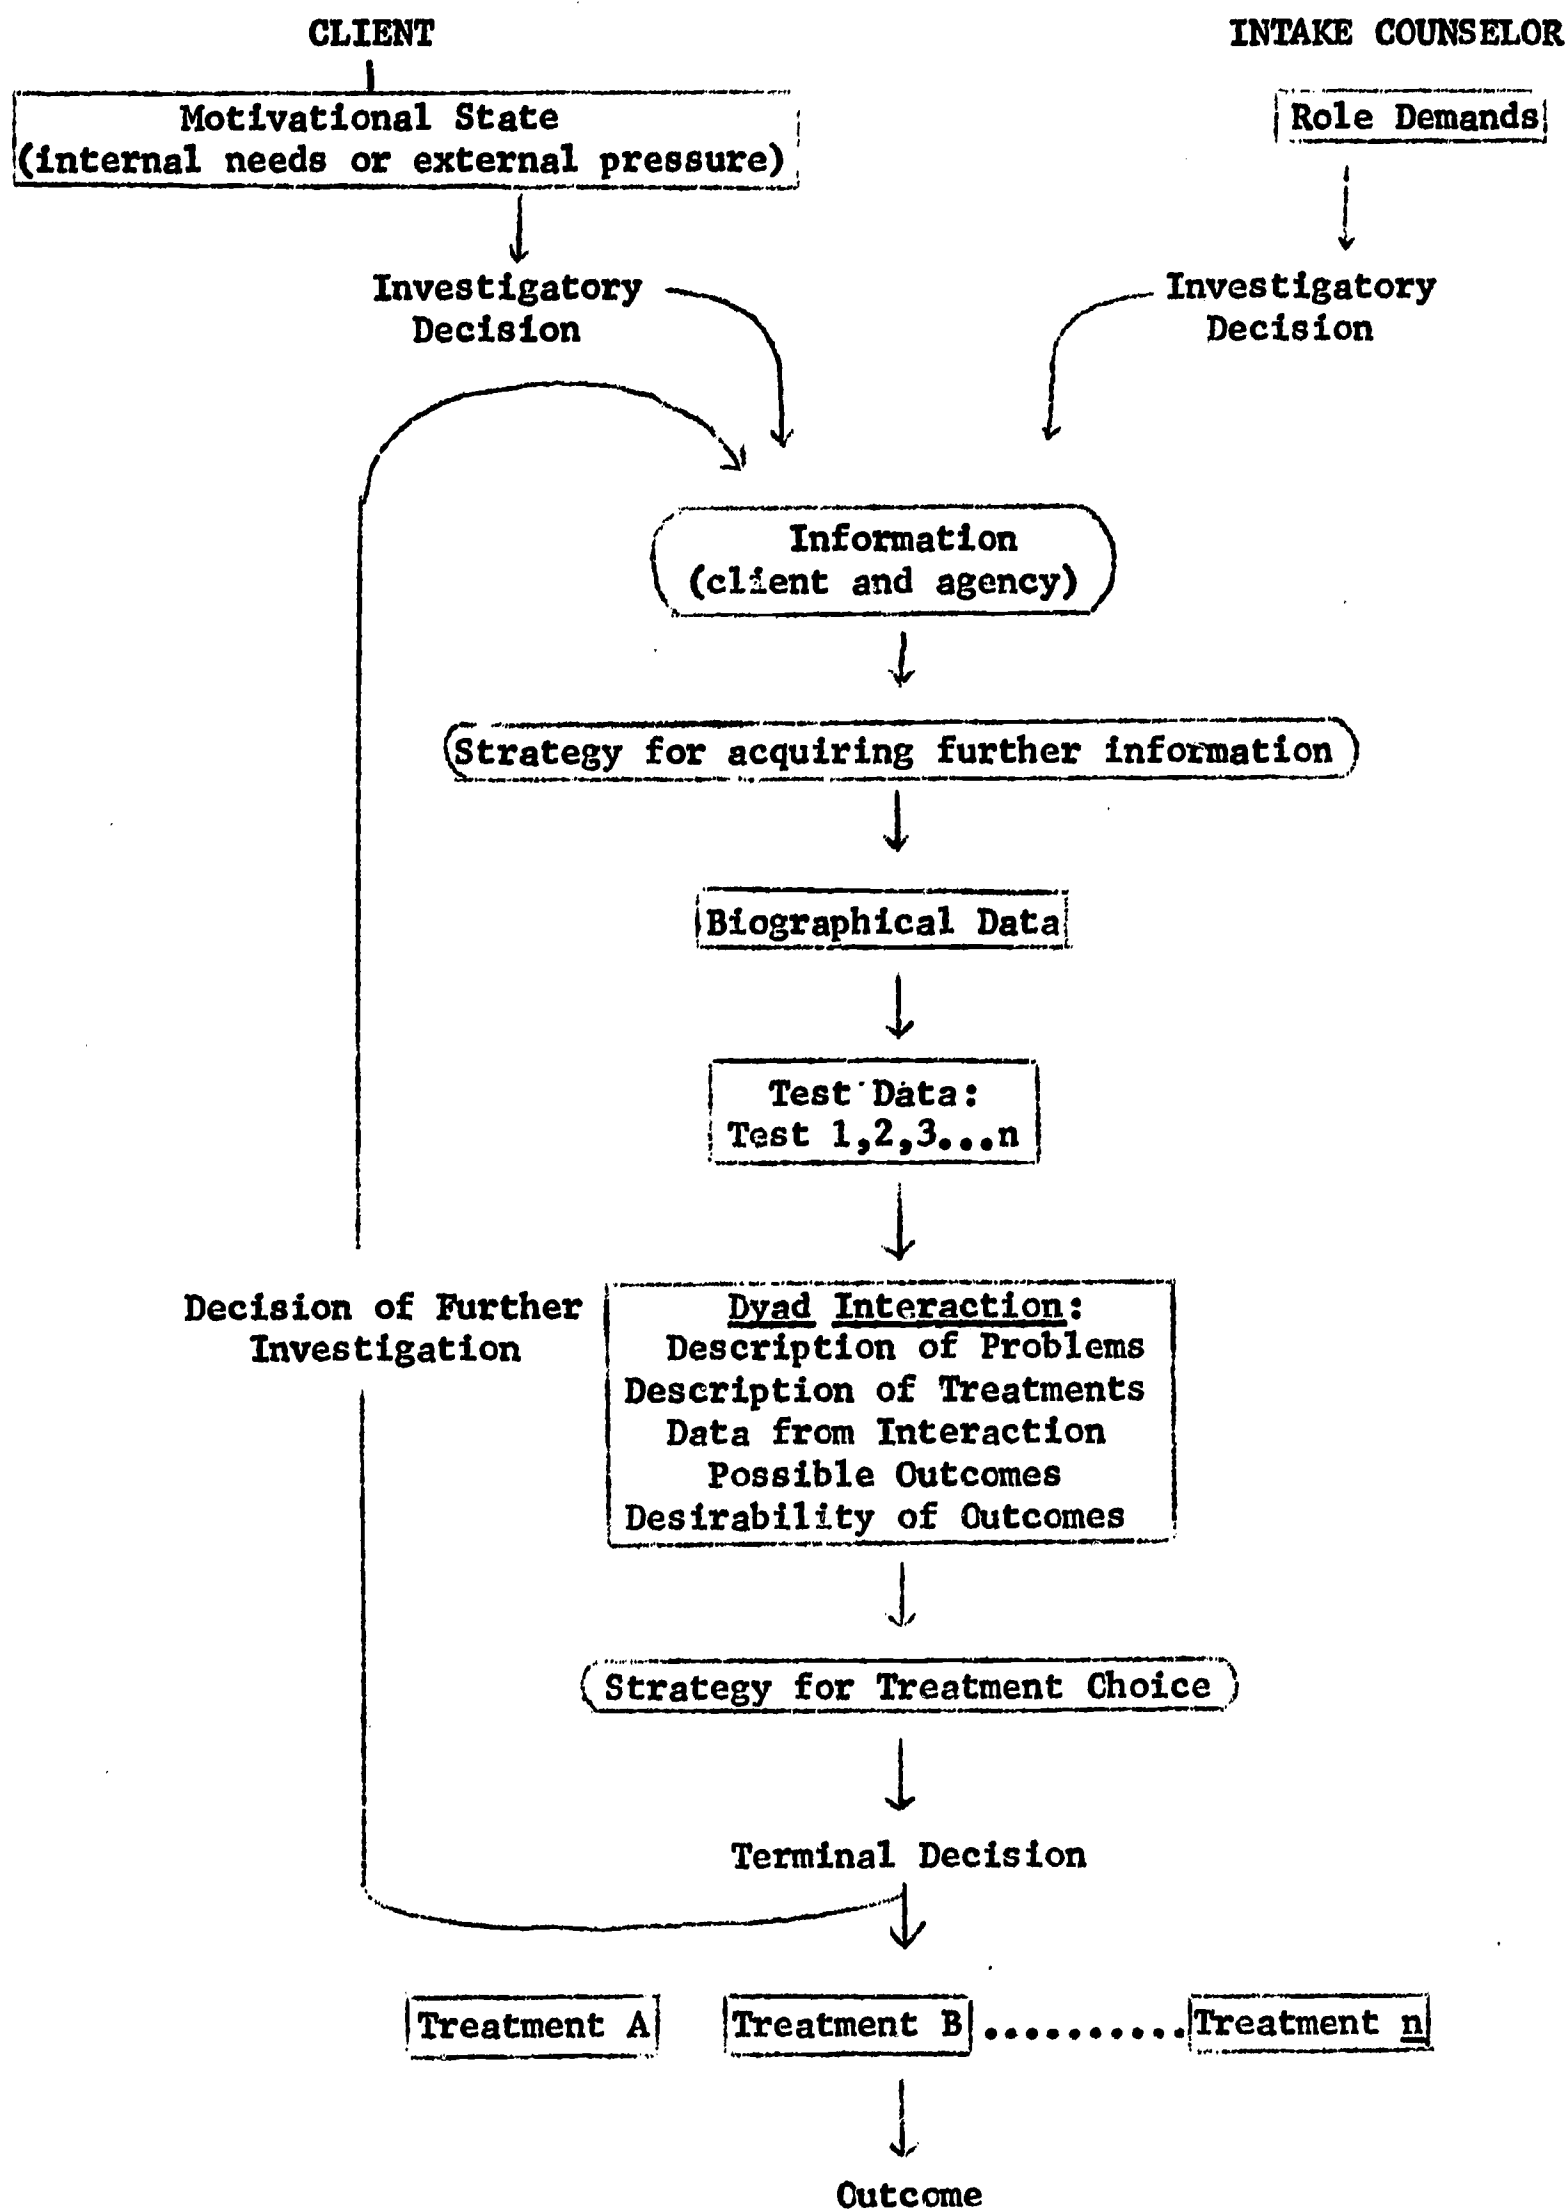 CLIENT
INTAKE COUNSELOR
Motivational State
(internal needs or external pressure)
Role Demands
Investigatory
Decision
Investigatory
Decision
Information
(client and agency)
Strategy for acquiring further information
Biographical Data
Test Data:
Test 1,2,3...n
Decision of Further
Investigation
Dyad Interaction:
Description of Problems
Description of Treatments
Data from Interaction
Possible Outcomes
Desirability of Outcomes
Strategy for Treatment Choice
Terminal Decision
Treatment A
Treatment B..........Treatment n
Outcome